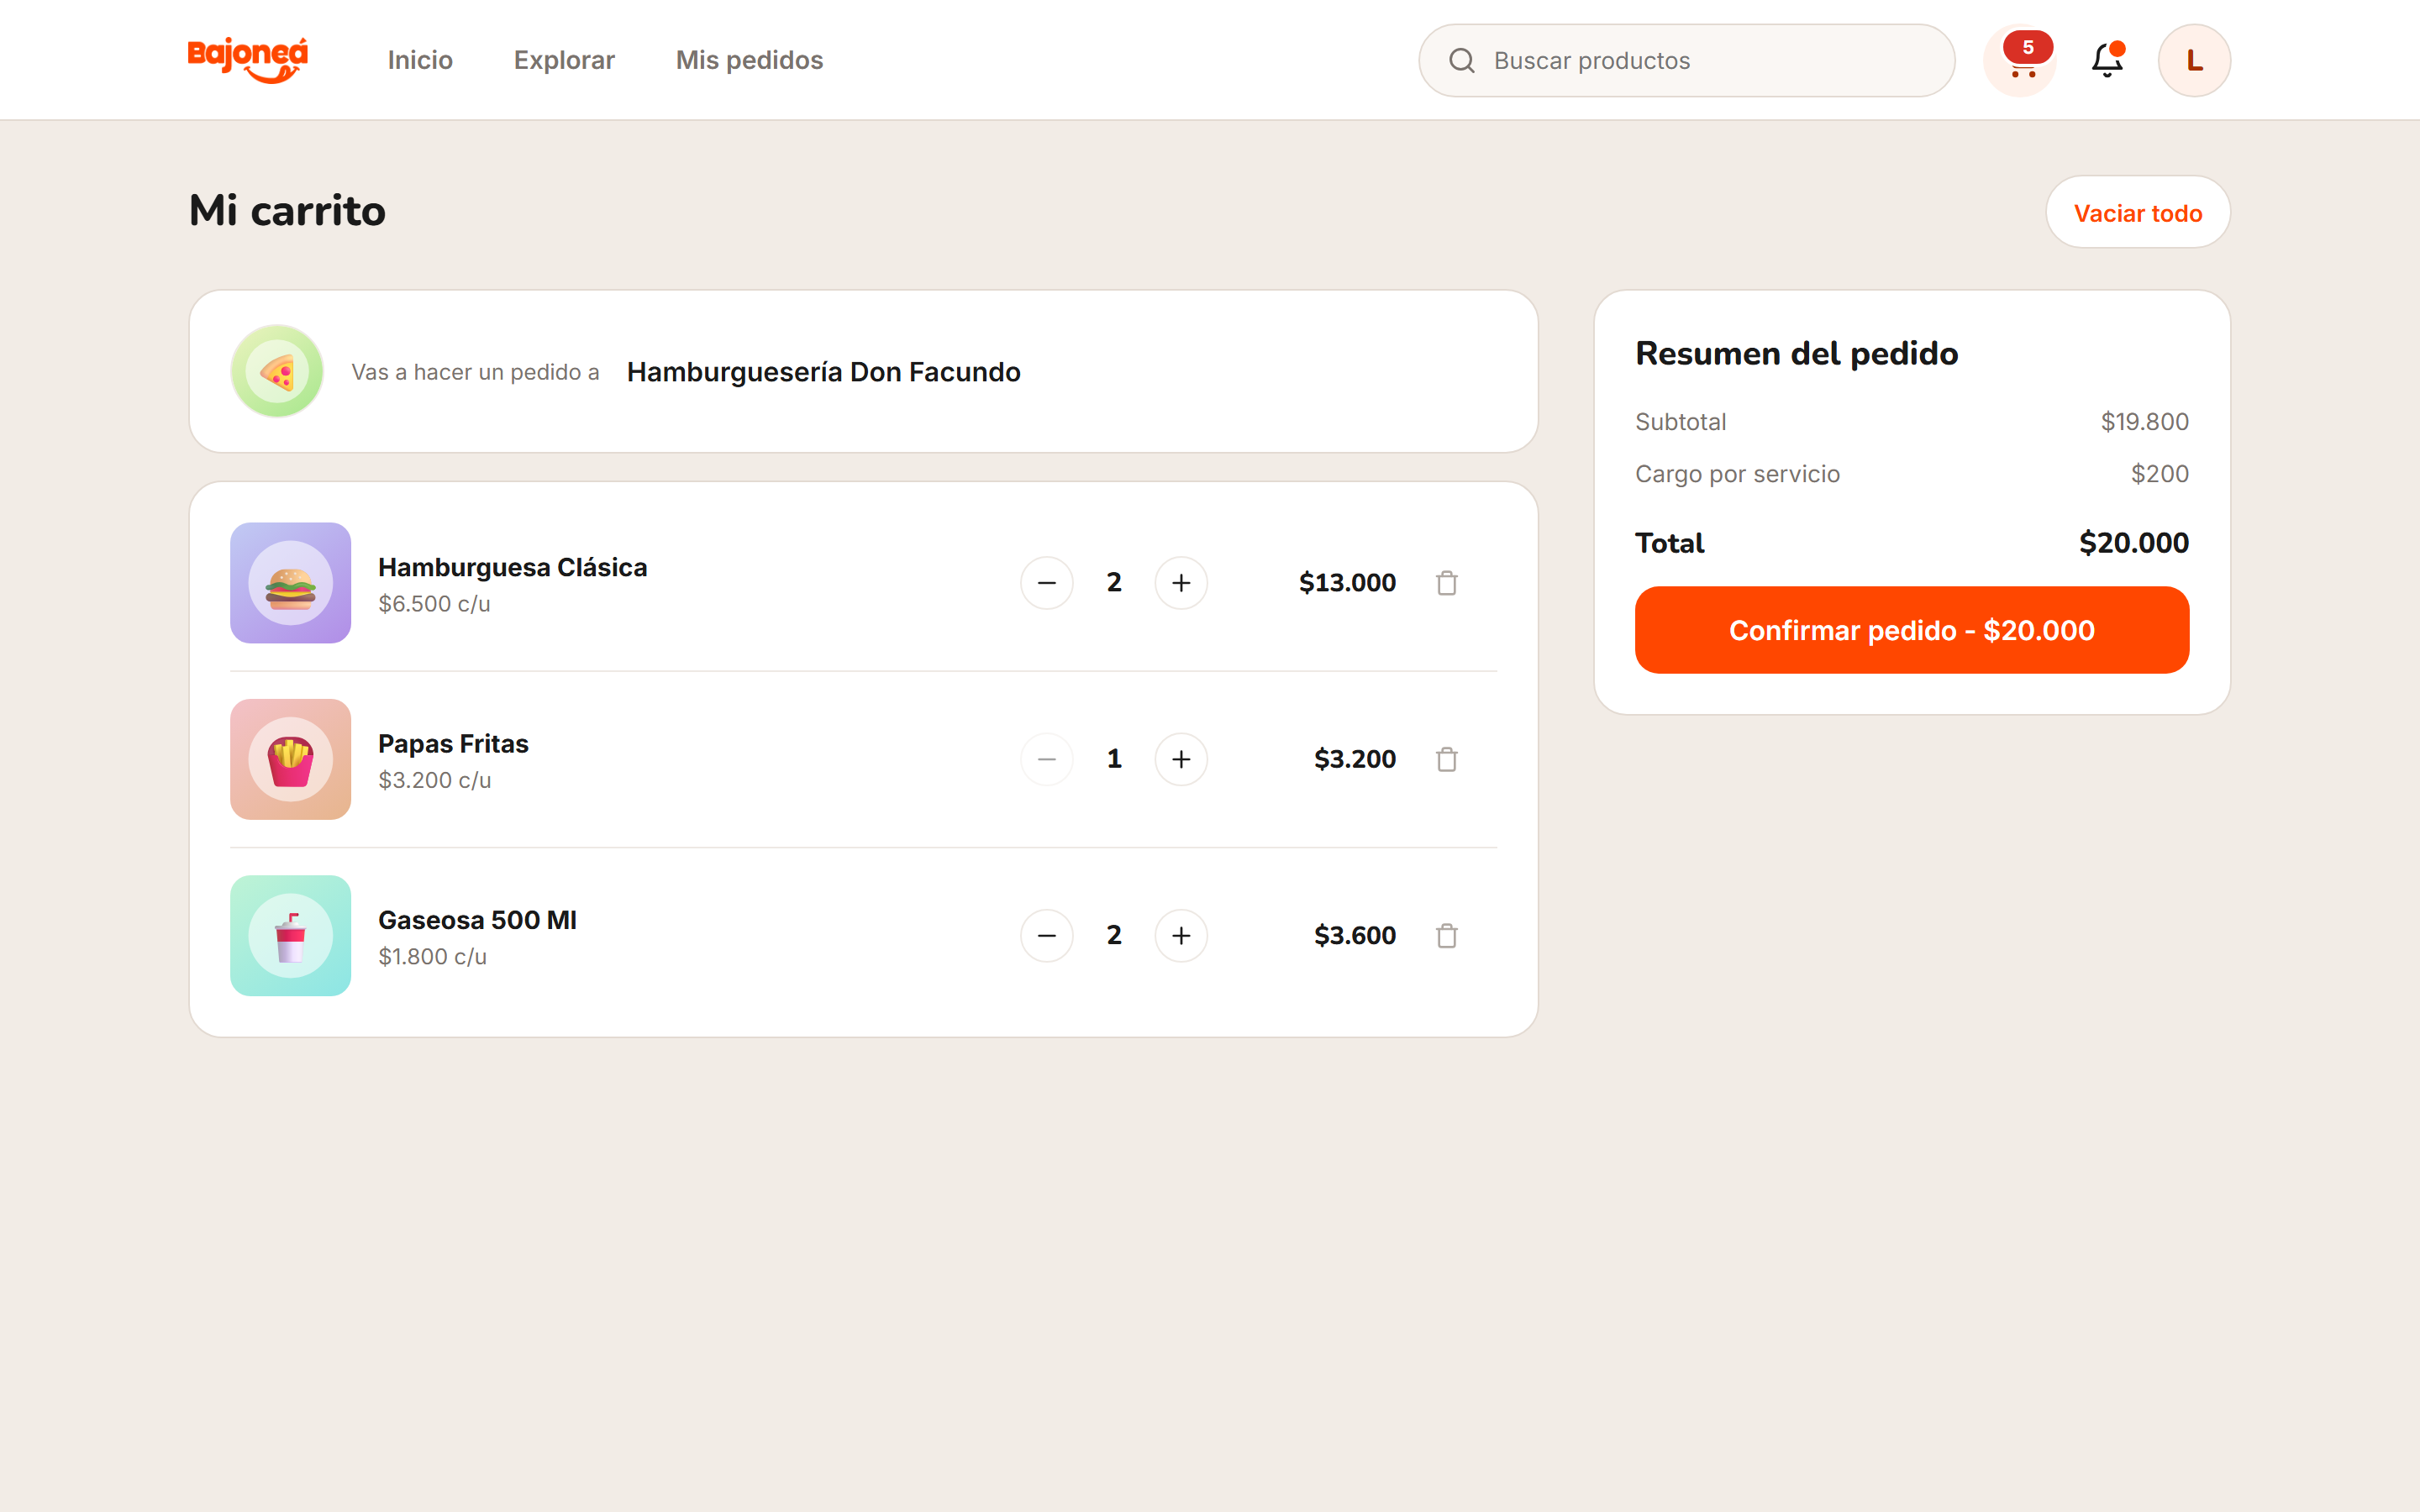 Bajoneá
Inicio
Explorar
Mis pedidos
Buscar productos
5
L
Mi carrito
Vaciar todo
Vas a hacer un pedido a Hamburguesería Don Facundo
Hamburguesa Clásica
$6.500 c/u
2
$13.000
Papas Fritas
$3.200 c/u
1
$3.200
Gaseosa 500 Ml
$1.800 c/u
2
$3.600
Resumen del pedido
Subtotal $19.800
Cargo por servicio $200
Total $20.000
Confirmar pedido - $20.000